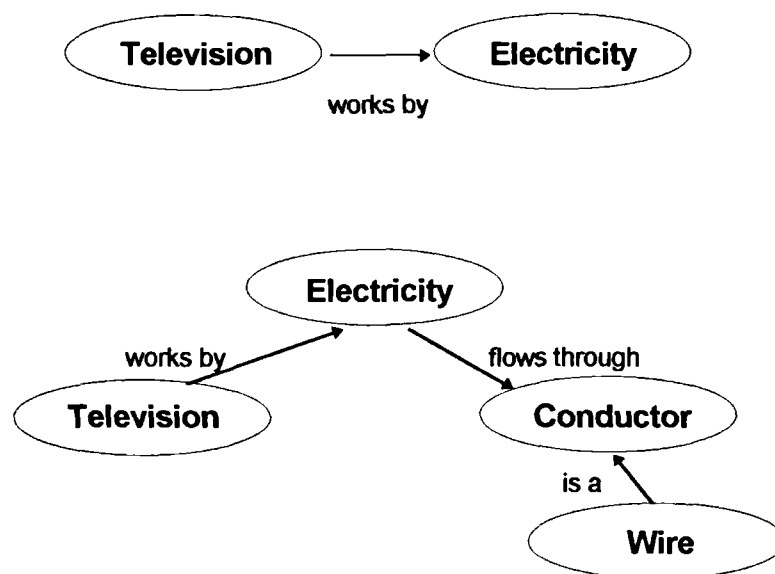 Television
Electricity
works by
Electricity
works by
flows through
Television
Conductor
is a
Wire